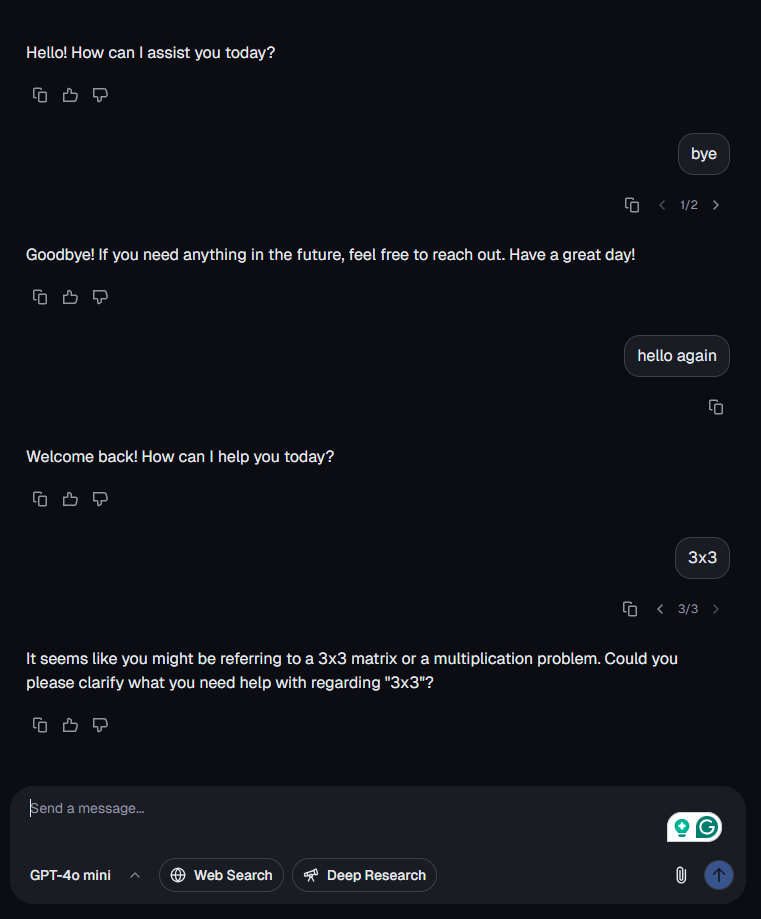 Hello! How can I assist you today?
bye
1/2
Goodbye! If you need anything in the future, feel free to reach out. Have a great day!
hello again
Welcome back! How can I help you today?
3x3
3/3
It seems like you might be referring to a 3x3 matrix or a multiplication problem. Could you
please clarify what you need help with regarding "3x3"?
Send a message...
GPT-4o mini
Web Search
Deep Research